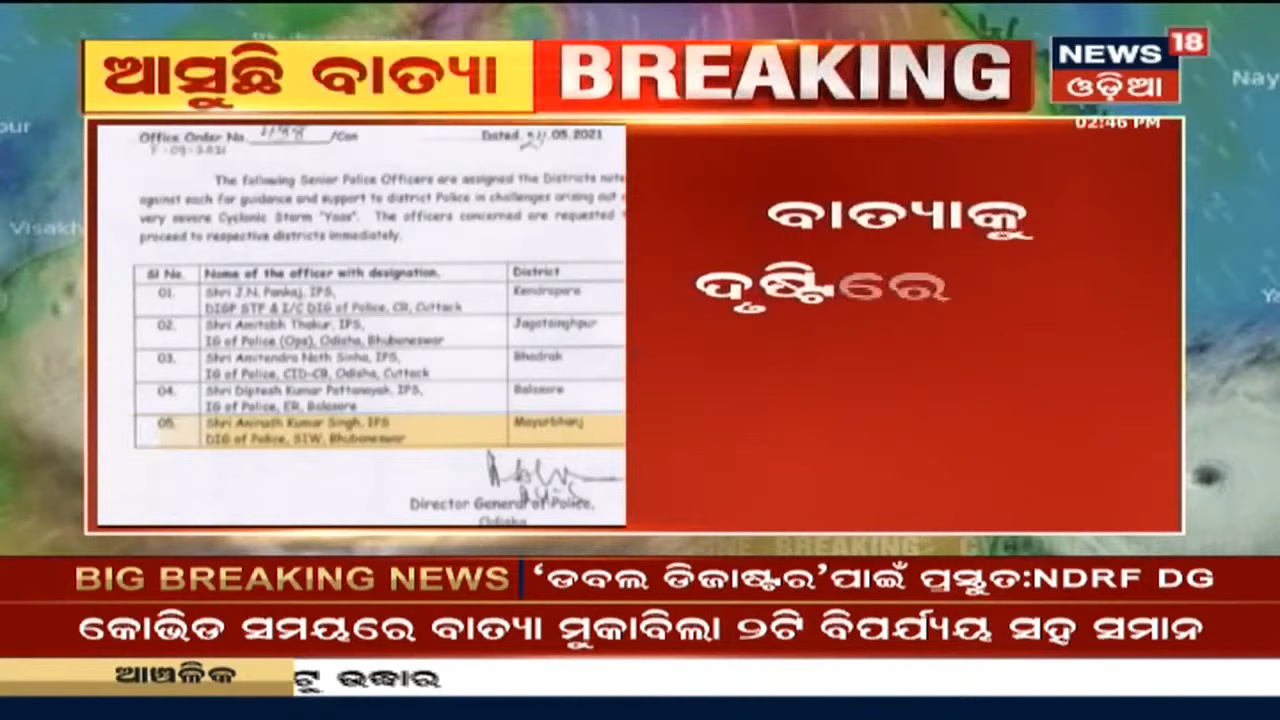 ଆସୁଛି ବାତ୍ୟା BREAKING
NEWS 18
ଓଡ଼ିଆ
02:46 PM
Office Order No. /Con Dated .05.2021
The following Senior Police Officers are assigned the Districts note
against each for guidance and support to district Police in challenges arising out
very severe Cyclonic Storm "Yaas". The officers concerned are requested
proceed to respective districts immediately.
Sl No. Name of the officer with designation. District
01. Shri J.N. Pankaj, IPS, Kendrapara
DIGP STF & I/C DIG of Police, CR, Cuttack
02. Shri Amitabh Thakur, IPS, Jagatsinghpur
IG of Police (Ops), Odisha, Bhubaneswar
03. Shri Amitendra Nath Sinha, IPS, Bhadrak
IG of Police, CID-CB, Odisha, Cuttack
04. Shri Diptesh Kumar Pattanayak, IPS, Balasore
IG of Police, ER, Balasore
05. Shri Anirudh Kumar Singh, IPS Mayurbhanj
DIG of Police, SIW, Bhubaneswar
Director General of Police,
Odisha
ବାତ୍ୟାକୁ
ଦୃଷ୍ଟିରେ
Visakh
Nay
BIG BREAKING NEWS ‘ଡବଲ ଡିଜାଷ୍ଟର’ପାଇଁ ପ୍ରସ୍ତୁତ:NDRF DG
କୋଭିଡ ସମୟରେ ବାତ୍ୟା ମୁକାବିଲା ୨ଟି ବିପର୍ଯ୍ୟୟ ସହ ସମାନ
ଆଞ୍ଚଳିକ ଟୁ ଉଦ୍ଧାର